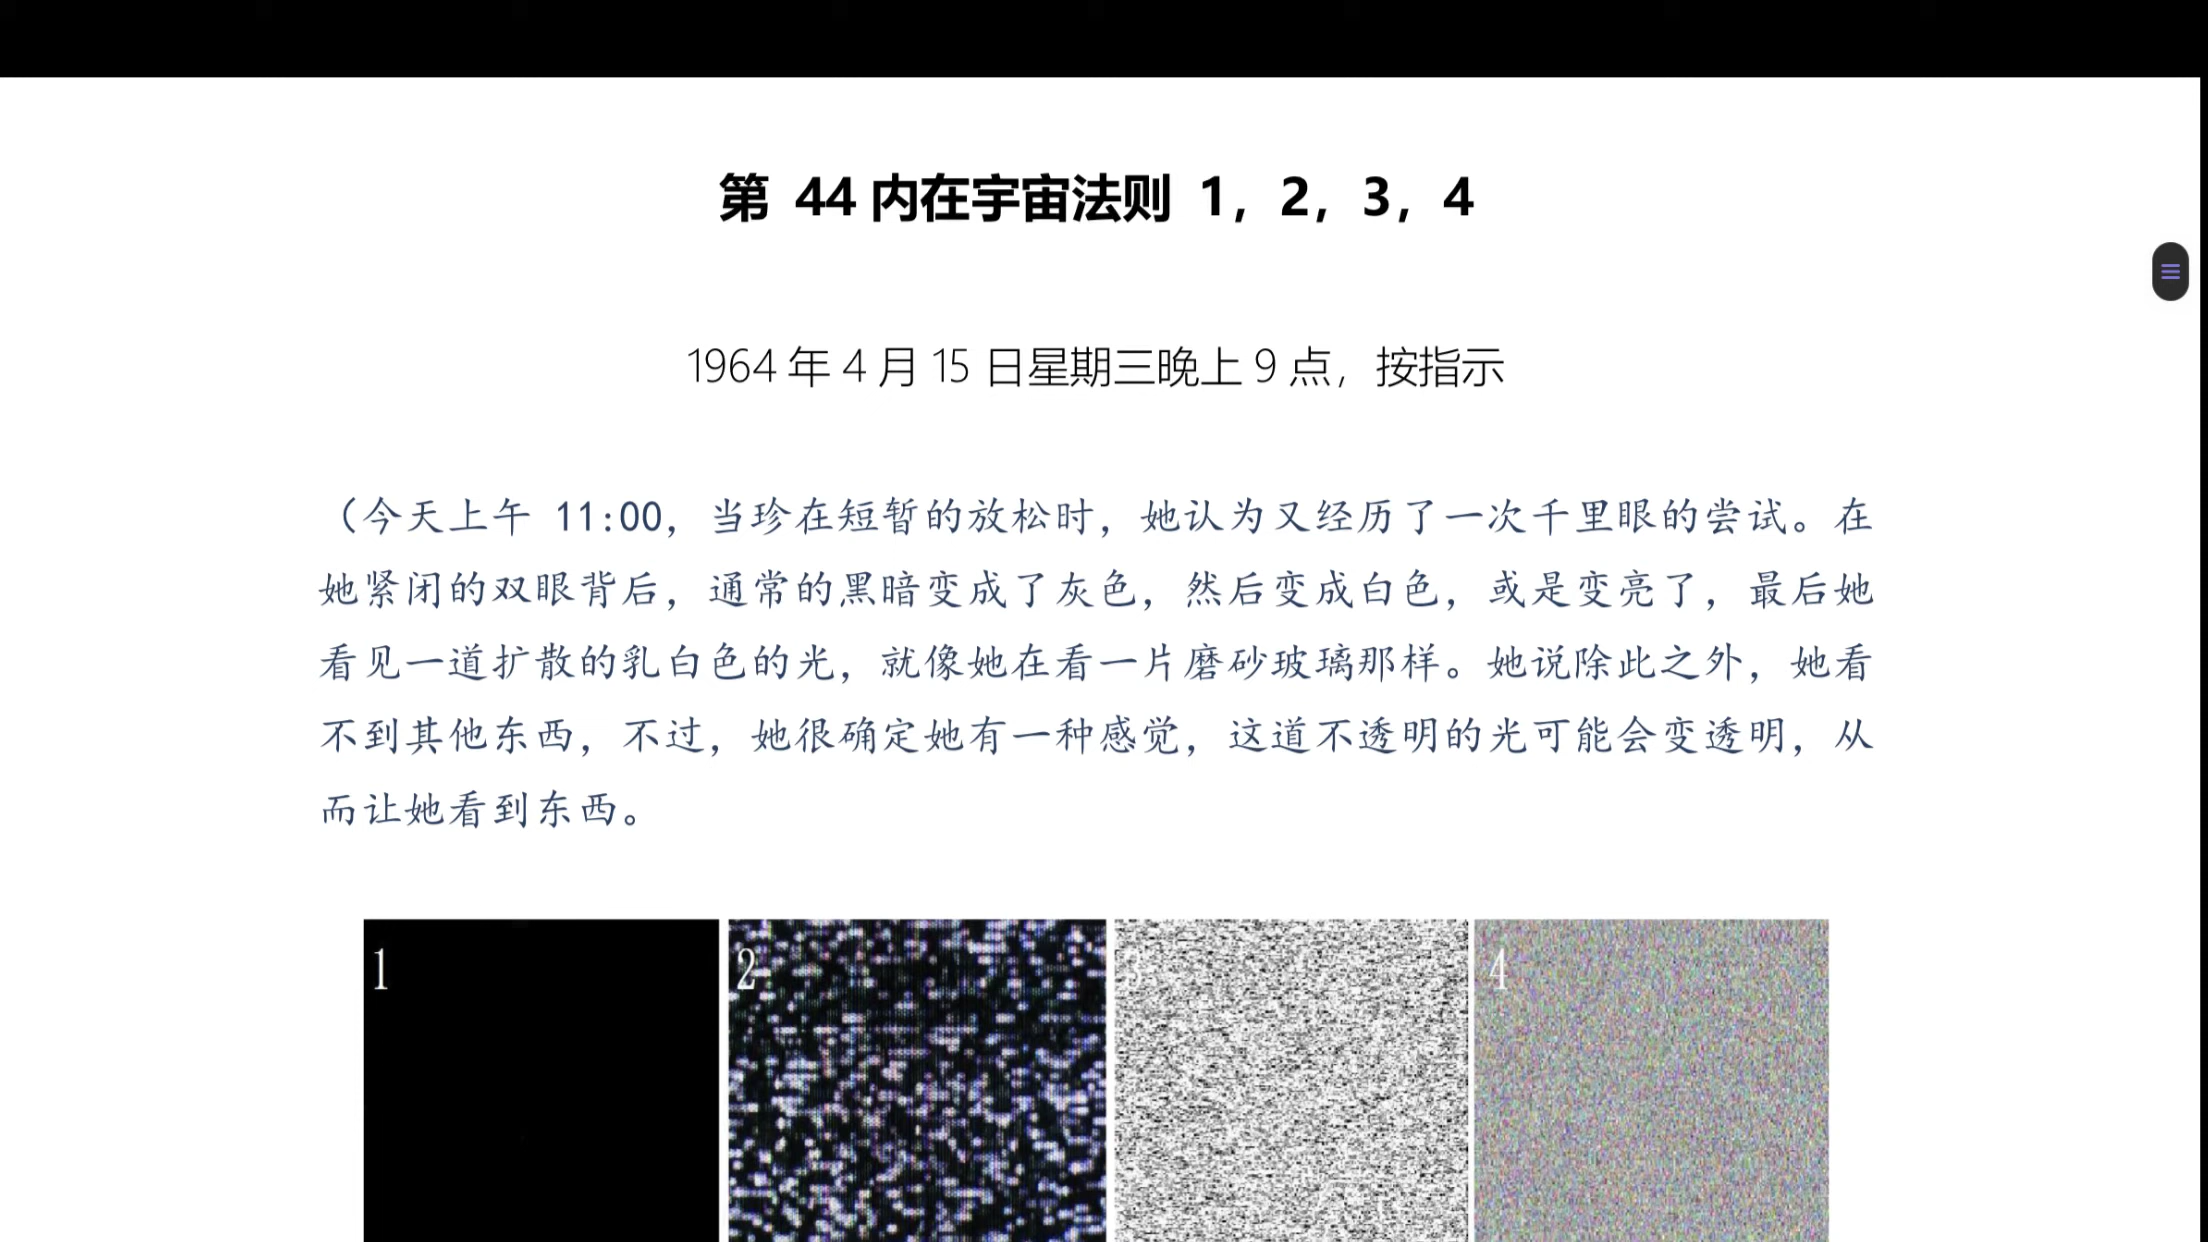 第 44 内在宇宙法则 1，2，3，4
1964 年 4 月 15 日星期三晚上 9 点，按指示
（今天上午 11:00，当珍在短暂的放松时，她认为又经历了一次千里眼的尝试。在
她紧闭的双眼背后，通常的黑暗变成了灰色，然后变成白色，或是变亮了，最后她
看见一道扩散的乳白色的光，就像她在看一片磨砂玻璃那样。她说除此之外，她看
不到其他东西，不过，她很确定她有一种感觉，这道不透明的光可能会变透明，从
而让她看到东西。
1 2 3 4